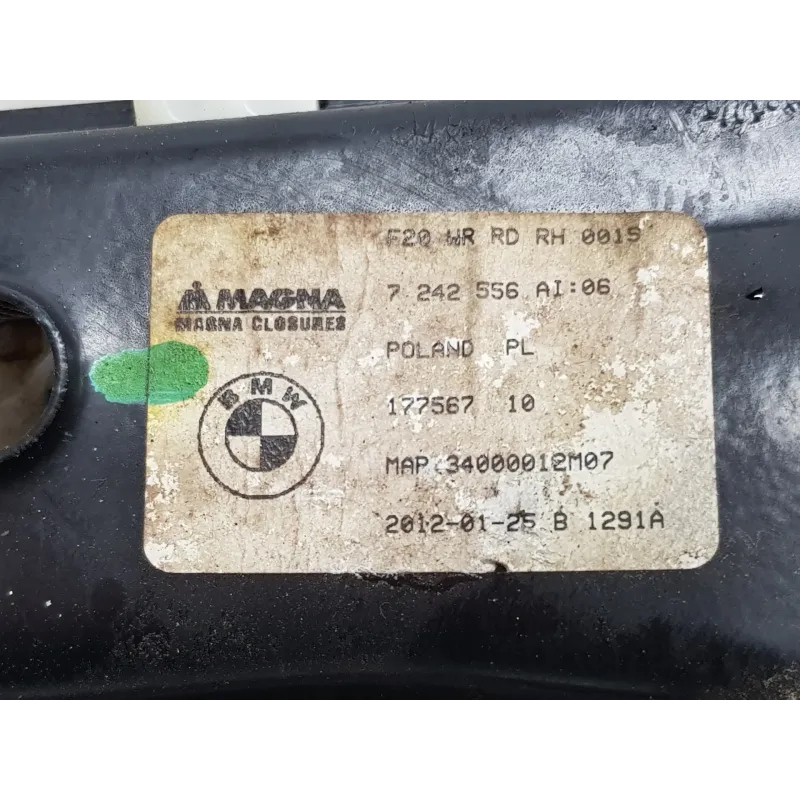 F20 WR RD RH 0015
MAGNA
MAGNA CLOSURES
7 242 556 AI:06
POLAND PL
BMW
177567 10
MAP:34000012M07
2012-01-25 B 1291A